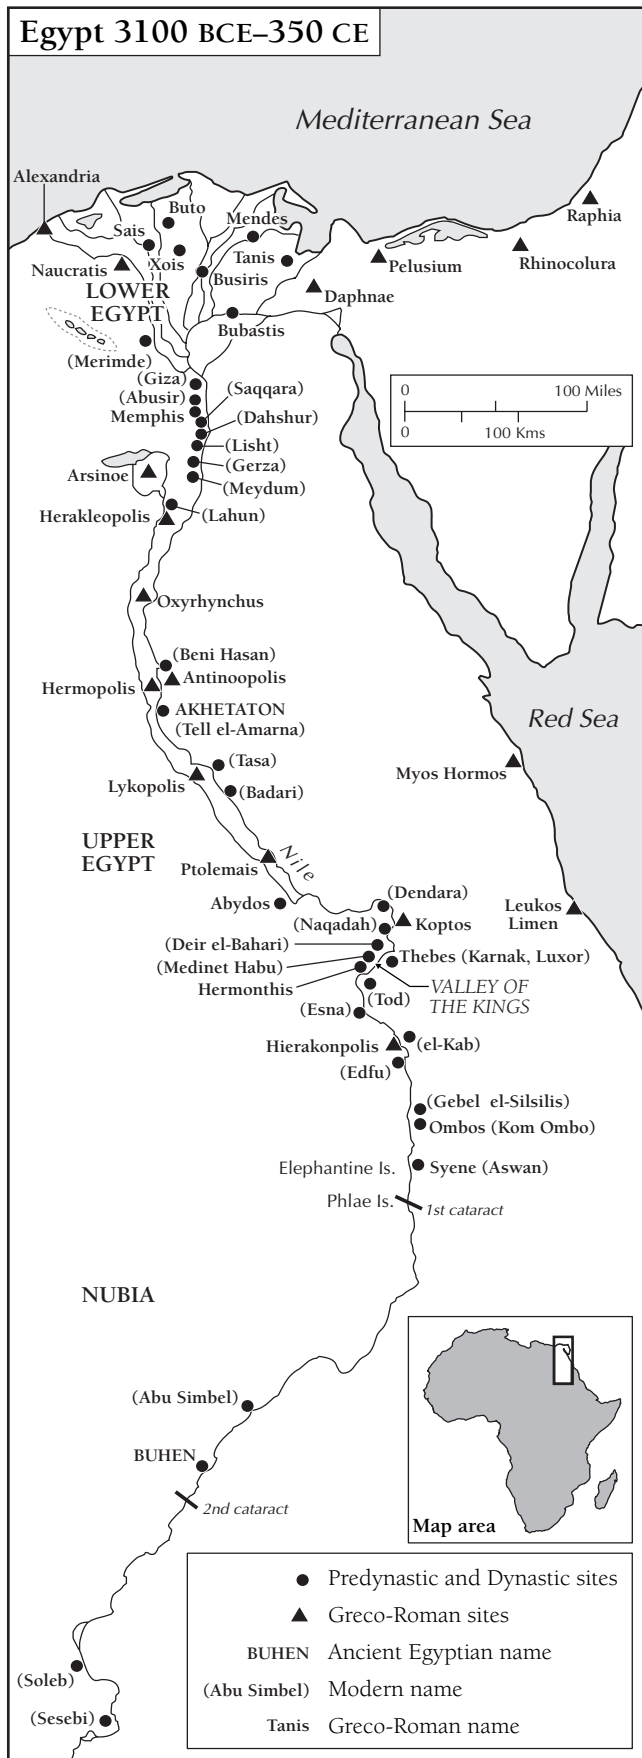 Egypt 3100 BCE–350 CE
Mediterranean Sea
Alexandria
Buto
Mendes
Raphia
Sais
Xois
Tanis
Pelusium
Rhinocolura
Naucratis
Busiris
Daphnae
LOWER
EGYPT
Bubastis
(Merimde)
(Giza)
(Abusir)
(Saqqara)
Memphis
(Dahshur)
(Lisht)
(Gerza)
Arsinoe
(Meydum)
Herakleopolis
(Lahun)
0
100 Miles
0
100 Kms
Oxyrhynchus
(Beni Hasan)
Hermopolis
Antinoopolis
AKHETATON
(Tell el-Amarna)
Red Sea
(Tasa)
Lykopolis
(Badari)
Myos Hormos
UPPER
EGYPT
Nile
Ptolemais
Abydos
(Dendara)
(Naqadah)
Koptos
Leukos
Limen
(Deir el-Bahari)
(Medinet Habu)
Thebes (Karnak, Luxor)
Hermonthis
VALLEY OF
THE KINGS
(Tod)
(Esna)
Hierakonpolis
(el-Kab)
(Edfu)
(Gebel el-Silsilis)
Ombos (Kom Ombo)
Elephantine Is.
Syene (Aswan)
Phlae Is.
1st cataract
NUBIA
(Abu Simbel)
BUHEN
2nd cataract
Map area
(Soleb)
(Sesebi)
Predynastic and Dynastic sites
Greco-Roman sites
BUHEN Ancient Egyptian name
(Abu Simbel) Modern name
Tanis Greco-Roman name